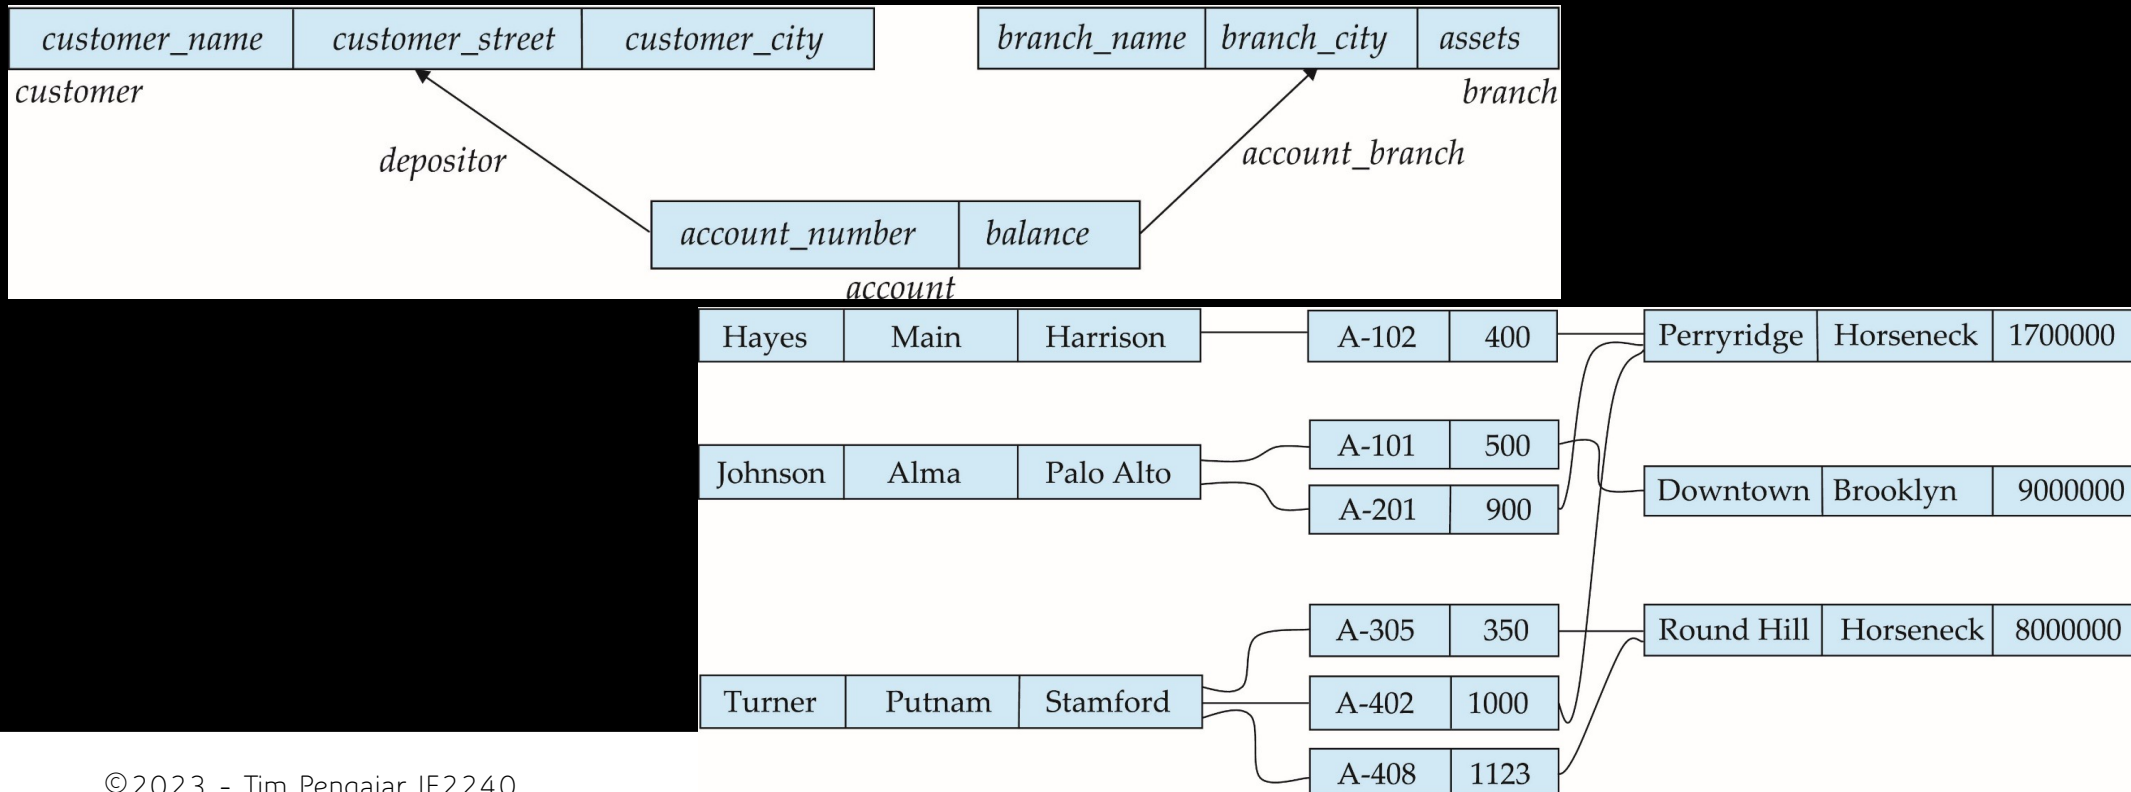 customer_name customer_street customer_city
branch_name branch_city assets
customer
branch
depositor
account_branch
account_number balance
account
Hayes Main Harrison
A-102 400
Perryridge Horseneck 1700000
A-101 500
Johnson Alma Palo Alto
A-201 900
Downtown Brooklyn 9000000
A-305 350
Round Hill Horseneck 8000000
Turner Putnam Stamford
A-402 1000
A-408 1123
©2023 - Tim Pengajar IF2240